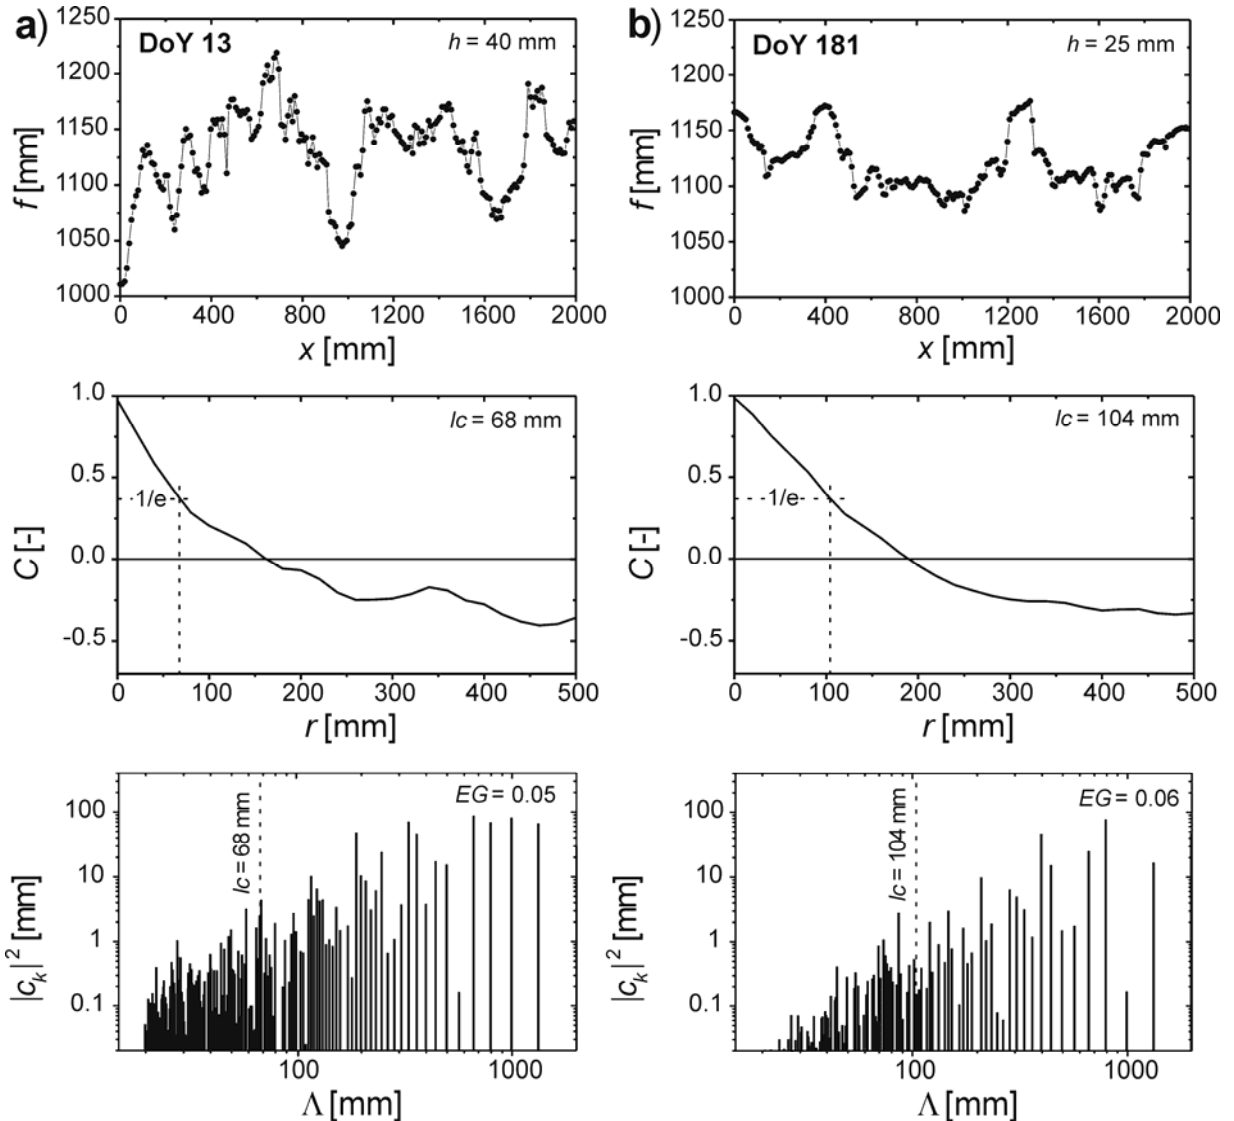 a)
DoY 13
h = 40 mm
1250
1200
1150
1100
1050
1000
f [mm]
0 400 800 1200 1600 2000
x [mm]
b)
DoY 181
h = 25 mm
1250
1200
1150
1100
1050
1000
f [mm]
0 400 800 1200 1600 2000
x [mm]
lc = 68 mm
1.0
0.5
0.0
-0.5
1/e
C [-]
0 100 200 300 400 500
r [mm]
lc = 104 mm
1.0
0.5
0.0
-0.5
1/e
C [-]
0 100 200 300 400 500
r [mm]
EG = 0.05
lc = 68 mm
100
10
1
0.1
|c_k|² [mm]
100 1000
Λ [mm]
EG = 0.06
lc = 104 mm
100
10
1
0.1
|c_k|² [mm]
100 1000
Λ [mm]